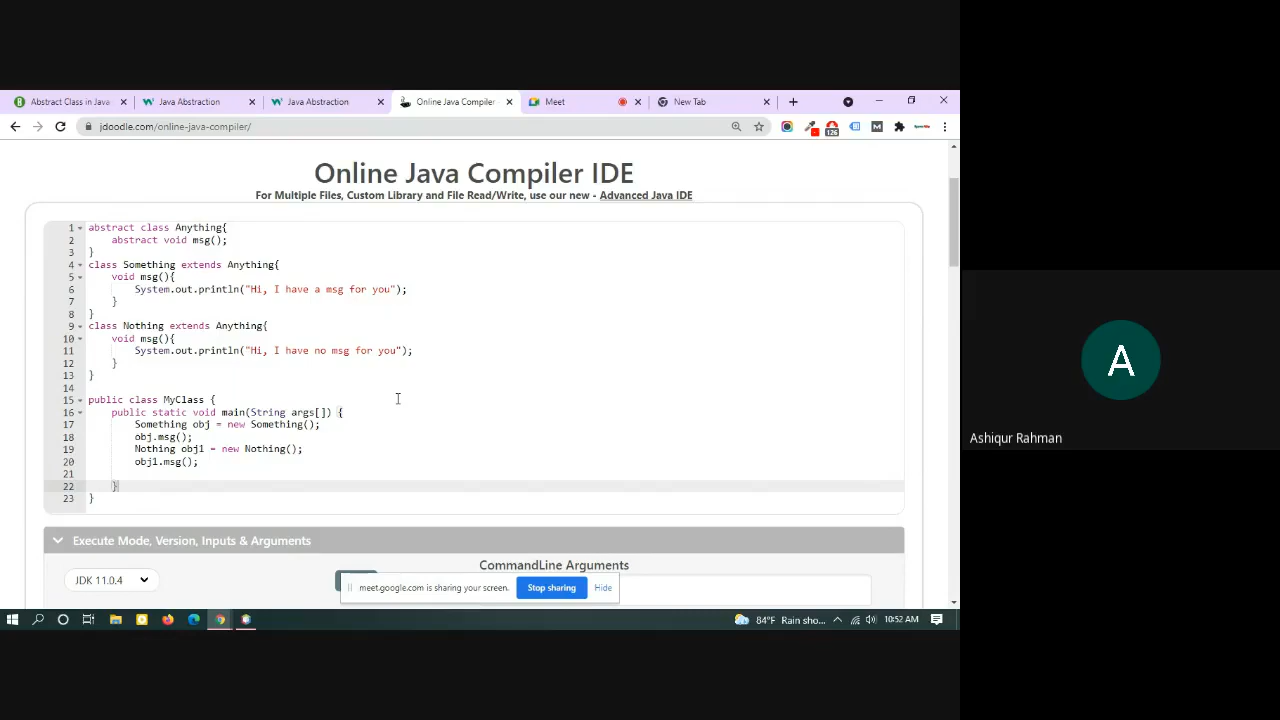 Abstract Class in Java
Java Abstraction
Java Abstraction
Online Java Compiler
Meet
New Tab
jdoodle.com/online-java-compiler/
126
Online Java Compiler IDE
For Multiple Files, Custom Library and File Read/Write, use our new - Advanced Java IDE
1 abstract class Anything{
2 abstract void msg();
3 }
4 class Something extends Anything{
5 void msg(){
6 System.out.println("Hi, I have a msg for you");
7 }
8 }
9 class Nothing extends Anything{
10 void msg(){
11 System.out.println("Hi, I have no msg for you");
12 }
13 }
14
15 public class MyClass {
16 public static void main(String args[]) {
17 Something obj = new Something();
18 obj.msg();
19 Nothing obj1 = new Nothing();
20 obj1.msg();
21
22 }
23 }
Execute Mode, Version, Inputs & Arguments
CommandLine Arguments
JDK 11.0.4
meet.google.com is sharing your screen.
Stop sharing
Hide
84°F Rain sho...
10:52 AM
A
Ashiqur Rahman